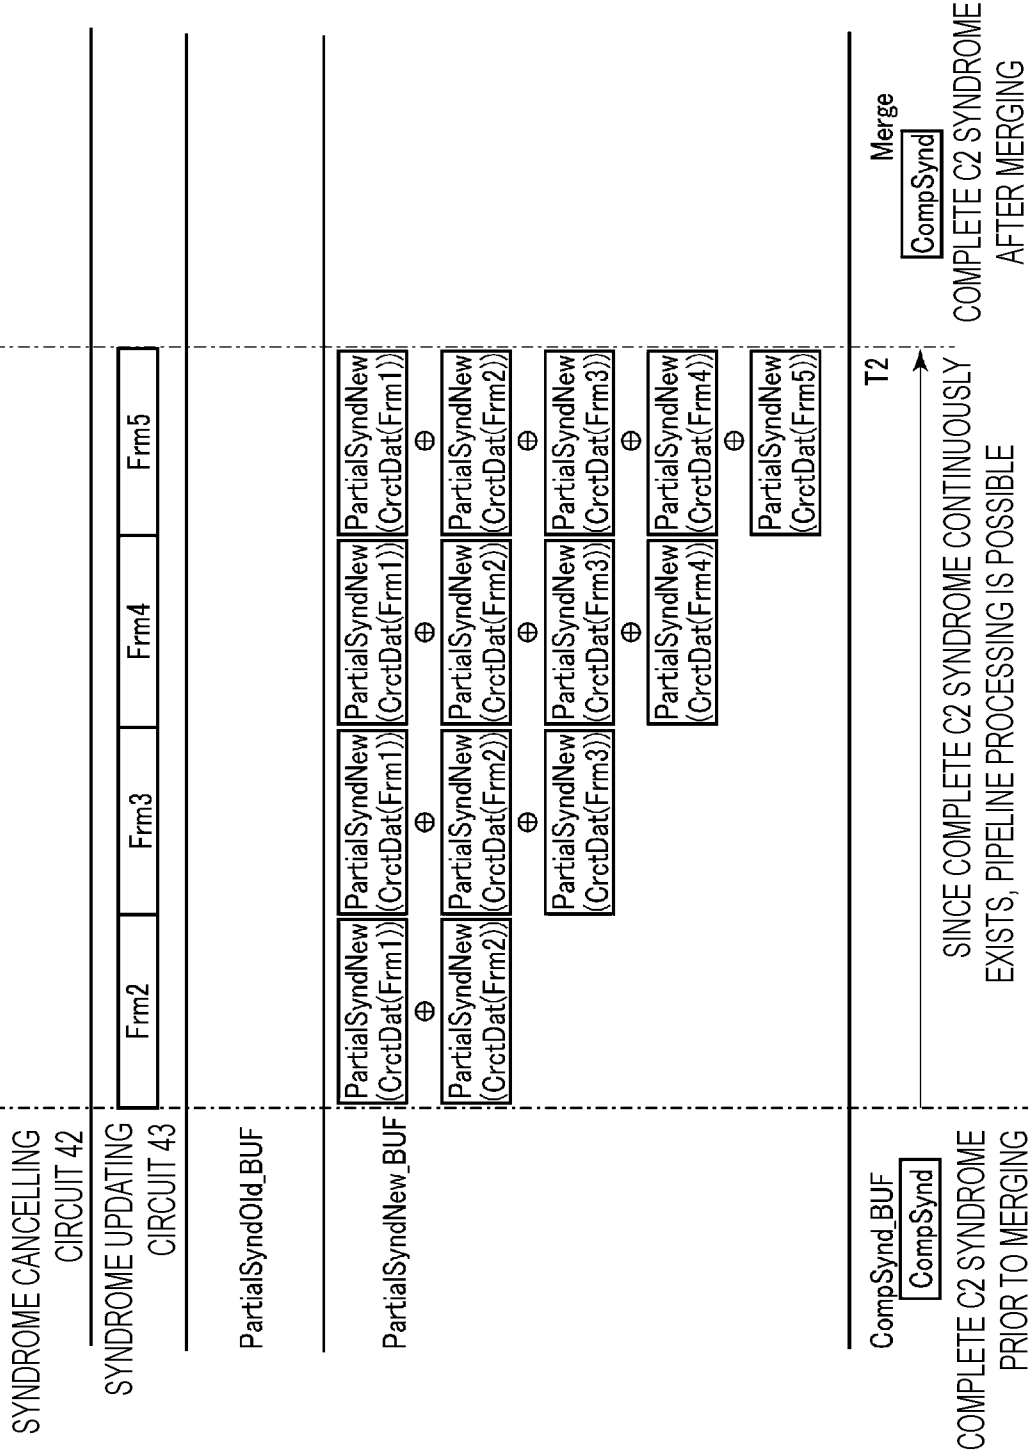 SYNDROME CANCELLING
CIRCUIT 42
SYNDROME UPDATING
CIRCUIT 43
Frm2
Frm3
Frm4
Frm5
PartialSyndOld_BUF
PartialSyndNew_BUF
PartialSyndNew
(CrctDat(Frm1))
⊕
PartialSyndNew
(CrctDat(Frm2))
PartialSyndNew
(CrctDat(Frm1))
⊕
PartialSyndNew
(CrctDat(Frm2))
⊕
PartialSyndNew
(CrctDat(Frm3))
PartialSyndNew
(CrctDat(Frm1))
⊕
PartialSyndNew
(CrctDat(Frm2))
⊕
PartialSyndNew
(CrctDat(Frm3))
⊕
PartialSyndNew
(CrctDat(Frm4))
PartialSyndNew
(CrctDat(Frm1))
⊕
PartialSyndNew
(CrctDat(Frm2))
⊕
PartialSyndNew
(CrctDat(Frm3))
⊕
PartialSyndNew
(CrctDat(Frm4))
⊕
PartialSyndNew
(CrctDat(Frm5))
CompSynd_BUF
CompSynd
COMPLETE C2 SYNDROME
PRIOR TO MERGING
T2
SINCE COMPLETE C2 SYNDROME CONTINUOUSLY
EXISTS, PIPELINE PROCESSING IS POSSIBLE
Merge
CompSynd
COMPLETE C2 SYNDROME
AFTER MERGING